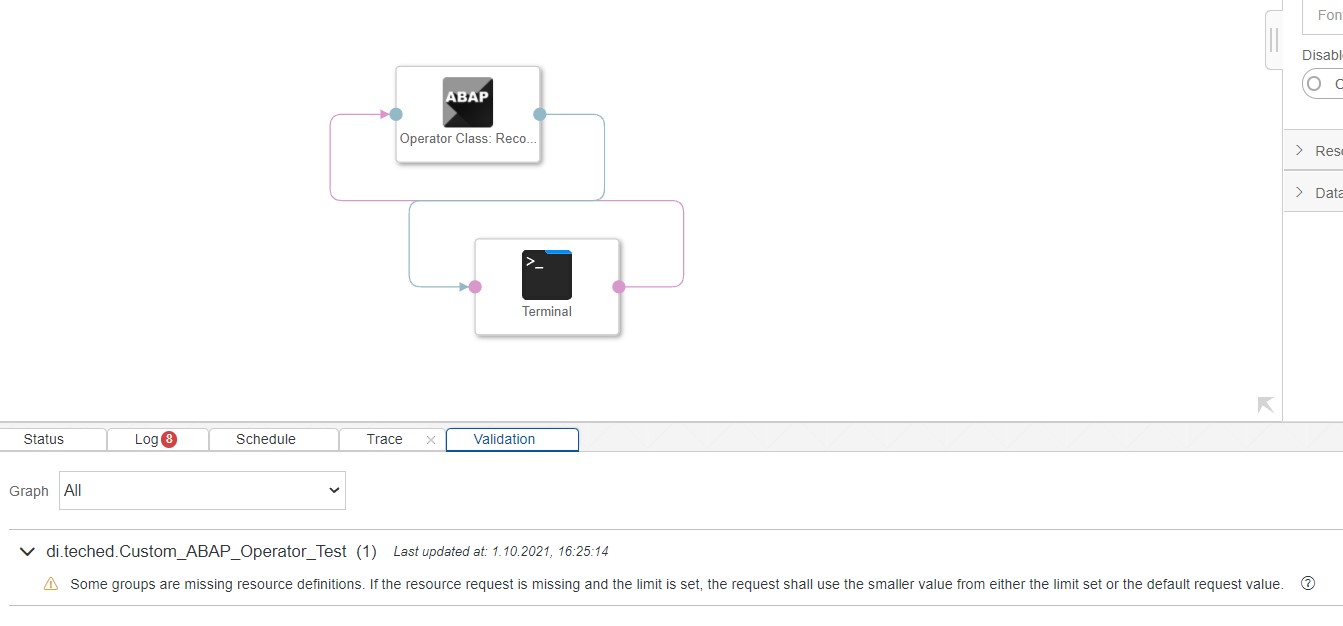 Fon
Disabl
ABAP
Operator Class: Reco...
C
Rese
Data
>_
Terminal
Status
Log 8
Schedule
Trace
Validation
Graph
All
di.teched.Custom_ABAP_Operator_Test (1) Last updated at: 1.10.2021, 16:25:14
Some groups are missing resource definitions. If the resource request is missing and the limit is set, the request shall use the smaller value from either the limit set or the default request value.